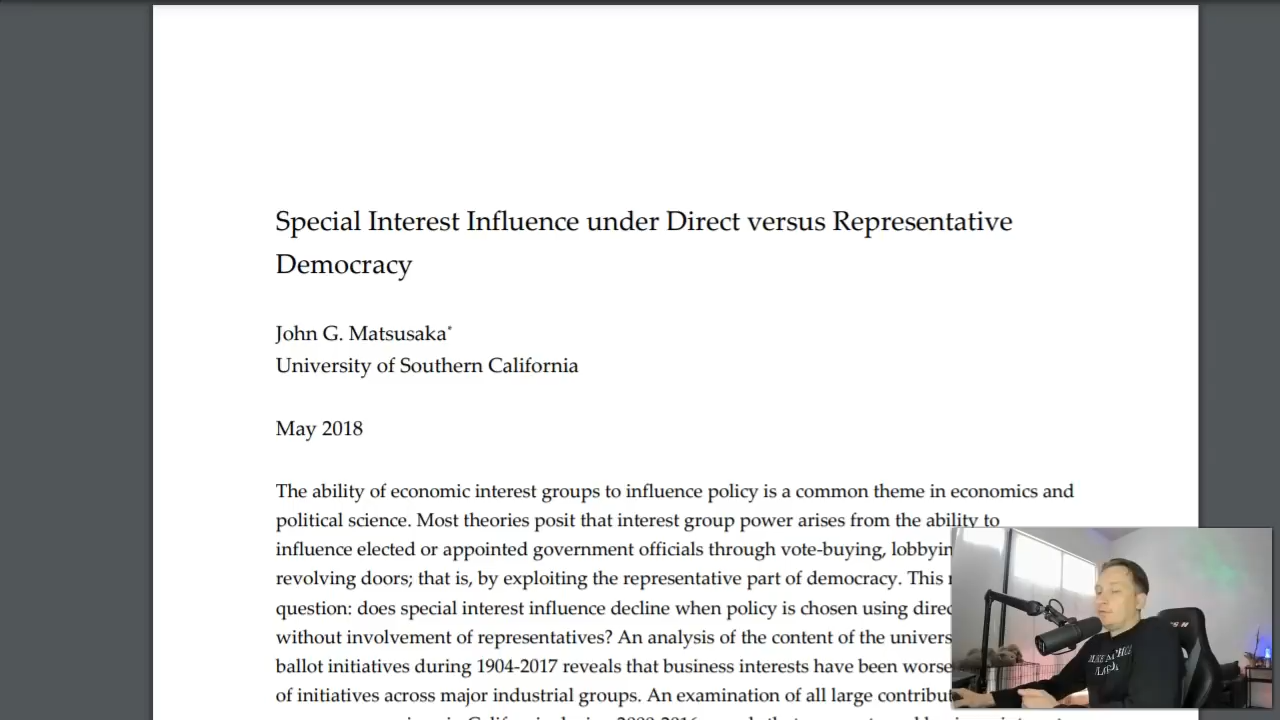 Special Interest Influence under Direct versus Representative
Democracy
John G. Matsusaka*
University of Southern California
May 2018
The ability of economic interest groups to influence policy is a common theme in economics and
political science. Most theories posit that interest group power arises from the ability to
influence elected or appointed government officials through vote-buying, lobbyin
revolving doors; that is, by exploiting the representative part of democracy. This
question: does special interest influence decline when policy is chosen using direc
without involvement of representatives? An analysis of the content of the univers
ballot initiatives during 1904-2017 reveals that business interests have been worse
of initiatives across major industrial groups. An examination of all large contribut